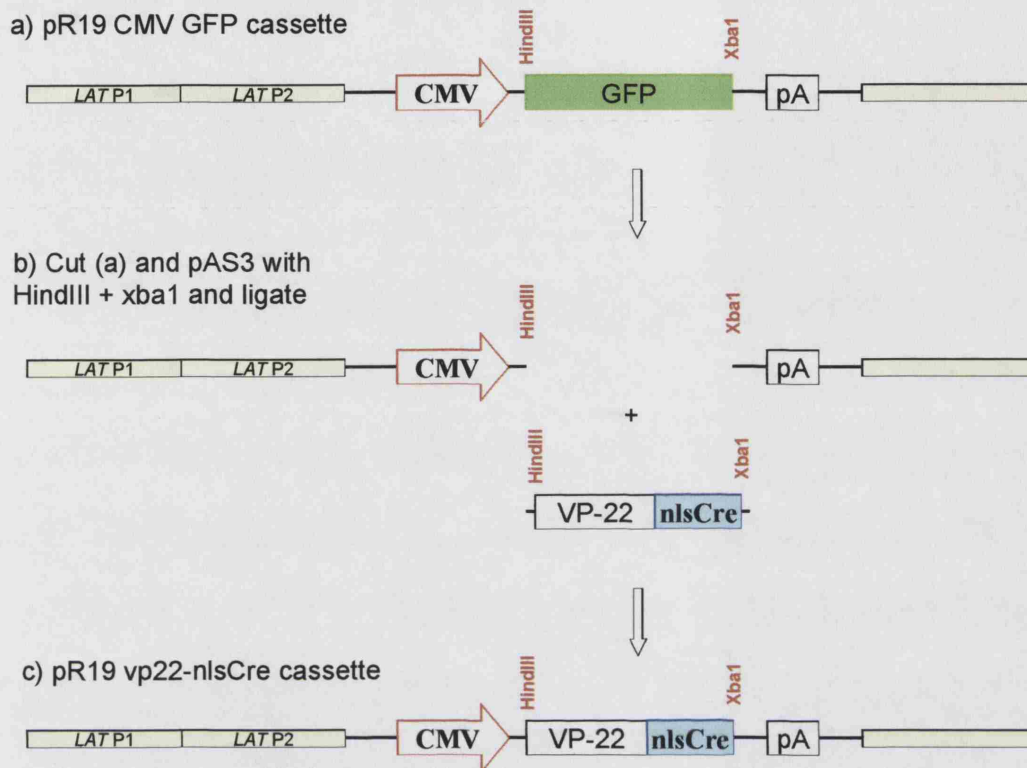 a) pR19 CMV GFP cassette
HindIII
Xba1
LAT P1
LAT P2
CMV
GFP
pA
b) Cut (a) and pAS3 with
HindIII + xba1 and ligate
HindIII
Xba1
LAT P1
LAT P2
CMV
pA
+
HindIII
Xba1
VP-22
nlsCre
c) pR19 vp22-nlsCre cassette
HindIII
Xba1
LAT P1
LAT P2
CMV
VP-22
nlsCre
pA